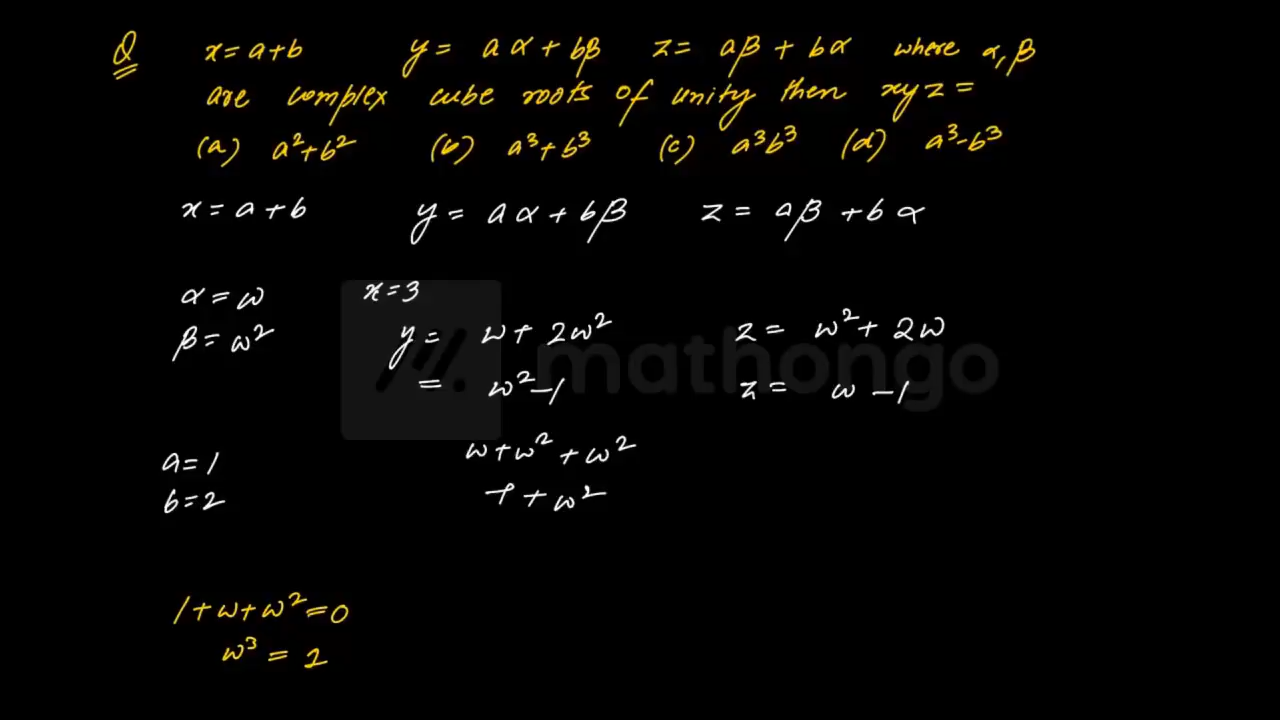 Q x = a+b y = aα + bβ z = aβ + bα where α, β
are complex cube roots of unity then xyz =
(a) a²+b² (b) a³+b³ (c) a³b³ (d) a³-b³
x = a+b y = aα + bβ z = aβ + bα
α = ω x = 3
β = ω² y = ω + 2ω² z = ω² + 2ω
= ω² - 1 z = ω - 1
mathongo
a = 1 ω + ω² + ω²
b = 2 -1 + ω²
1 + ω + ω² = 0
ω³ = 1